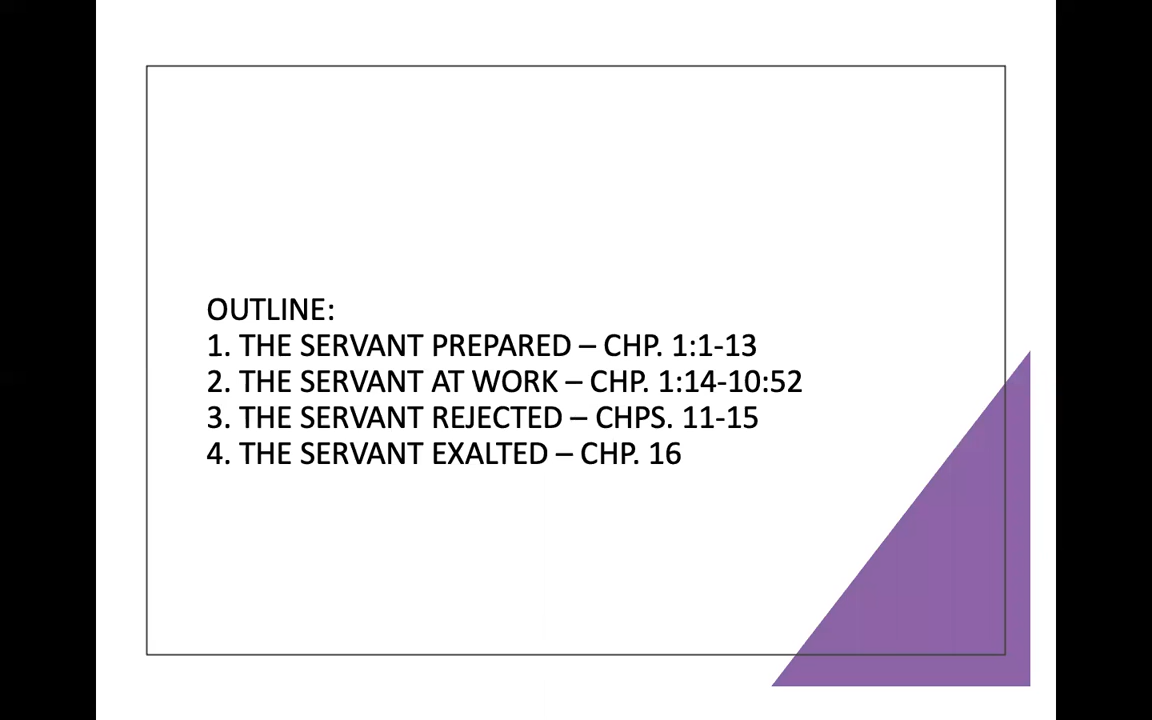 OUTLINE:
1. THE SERVANT PREPARED – CHP. 1:1-13
2. THE SERVANT AT WORK – CHP. 1:14-10:52
3. THE SERVANT REJECTED – CHPS. 11-15
4. THE SERVANT EXALTED – CHP. 16